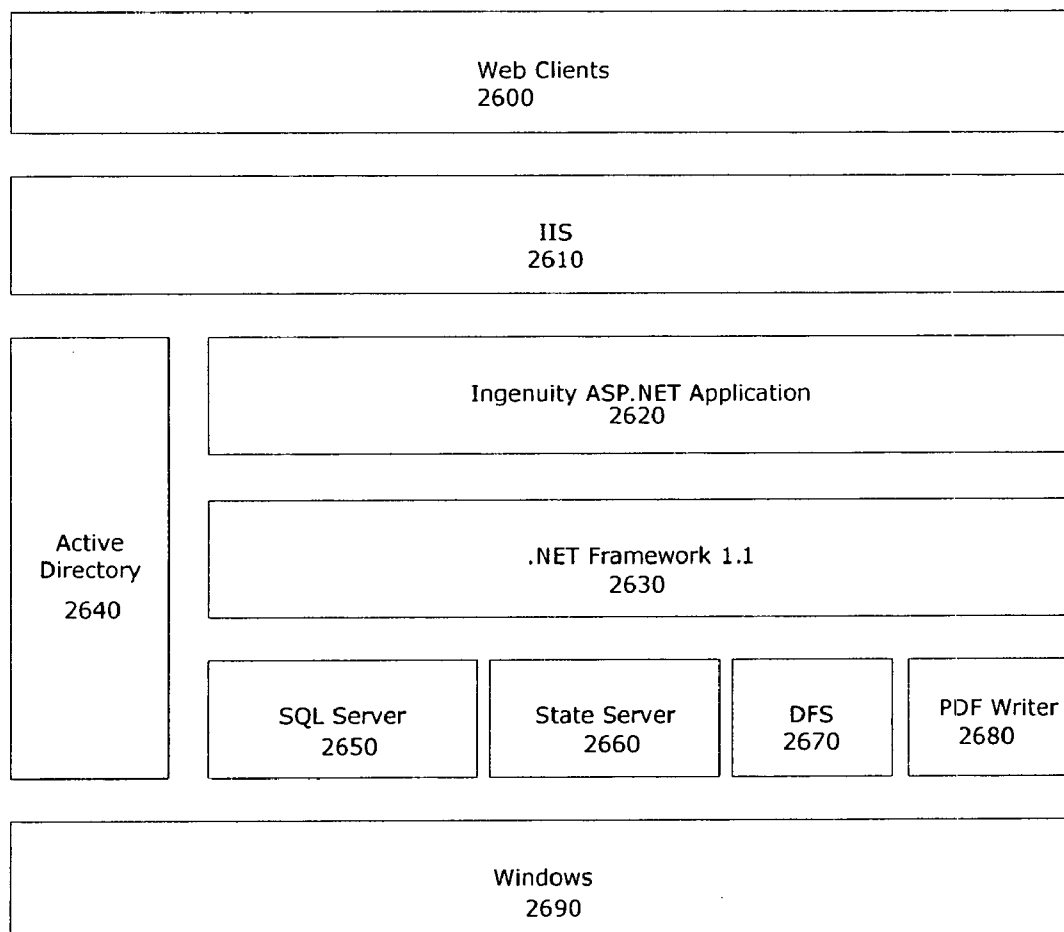 Web Clients
2600
IIS
2610
Ingenuity ASP.NET Application
2620
Active
Directory
2640
.NET Framework 1.1
2630
SQL Server
2650
State Server
2660
DFS
2670
PDF Writer
2680
Windows
2690